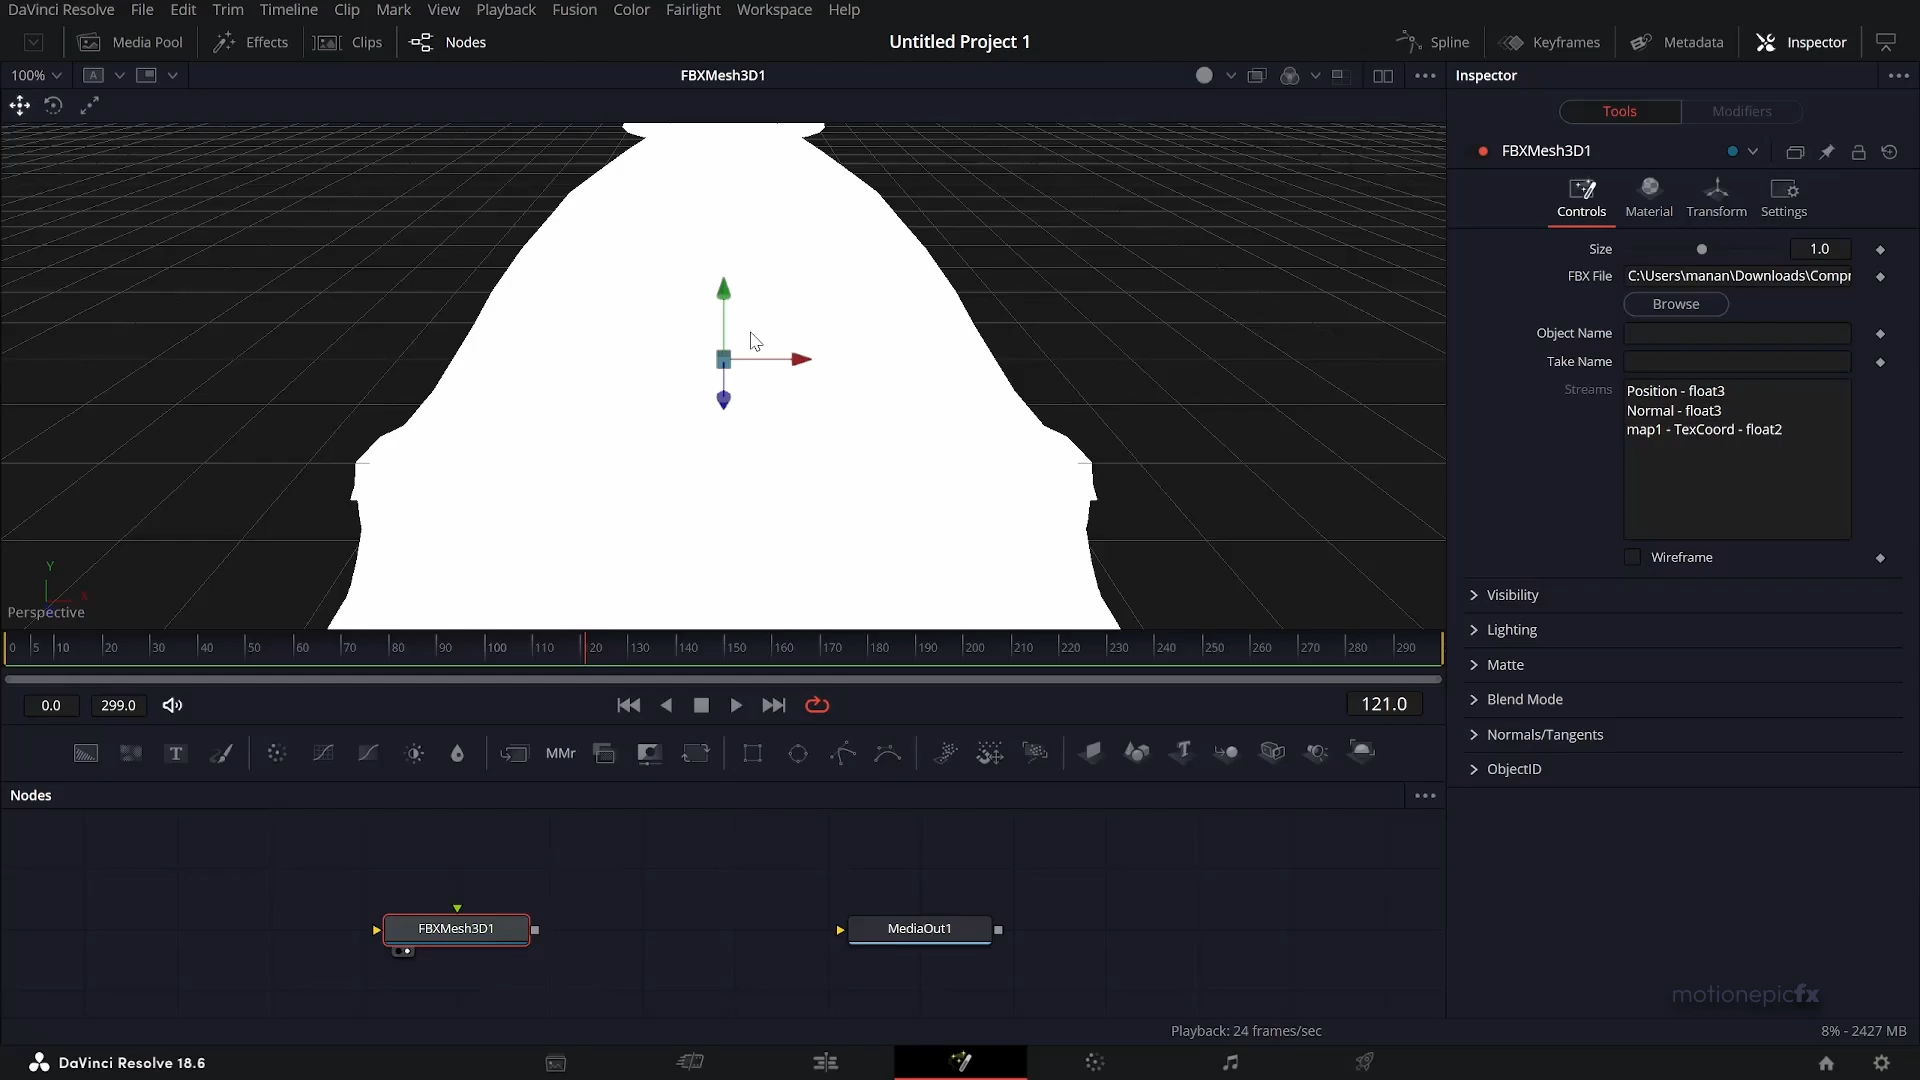 DaVinci Resolve File Edit Trim Timeline Clip Mark View Playback Fusion Color Fairlight Workspace Help
Media Pool Effects Clips Nodes Untitled Project 1 Spline Keyframes Metadata Inspector
100% A FBXMesh3D1 Inspector
Tools Modifiers
FBXMesh3D1
Controls Material Transform Settings
Size 1.0
FBX File C:\Users\manan\Downloads\Compr
Browse
Object Name
Take Name
Streams Position - float3
Normal - float3
map1 - TexCoord - float2
Wireframe
Visibility
Lighting
Matte
Blend Mode
Normals/Tangents
ObjectID
Y
X
Perspective
0 5 10 20 30 40 50 60 70 80 90 100 110 20 130 140 150 160 170 180 190 200 210 220 230 240 250 260 270 280 290
0.0 299.0 121.0
T MMr T
Nodes
FBXMesh3D1 MediaOut1
motionepicfx
Playback: 24 frames/sec 8% - 2427 MB
DaVinci Resolve 18.6